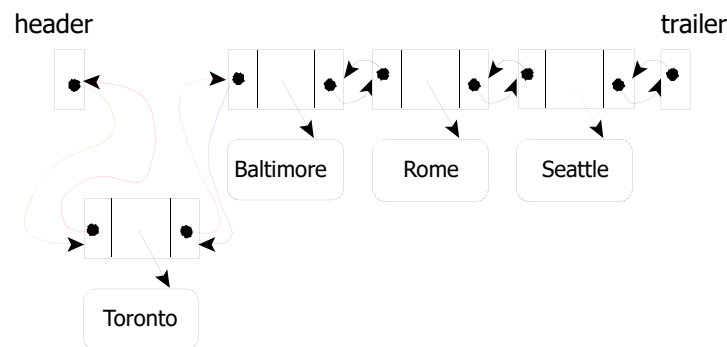 header
trailer
Baltimore
Rome
Seattle
Toronto